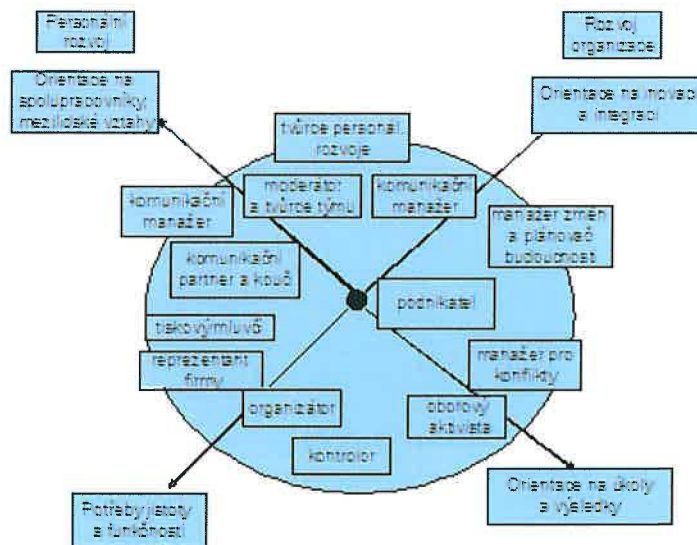 Personální
rozvoj
Rozvoj
organizace
Orientace na
spolupracovníky,
mezilidské vztahy
Orientace na inovaci
a integraci
tvůrce personál.
rozvoje
moderátor
a tvůrce týmu
komunikační
manažer
komunikační
manažer
manažer změn
a plánovač
budoucnosti
komunikační
partner a kouč
podnikatel
tiskový mluvčí
reprezentant
firmy
manažer pro
konflikty
organizátor
oborový
aktivista
kontrolor
Potřeby jistoty
a funkčnosti
Orientace na úkoly
a výsledky